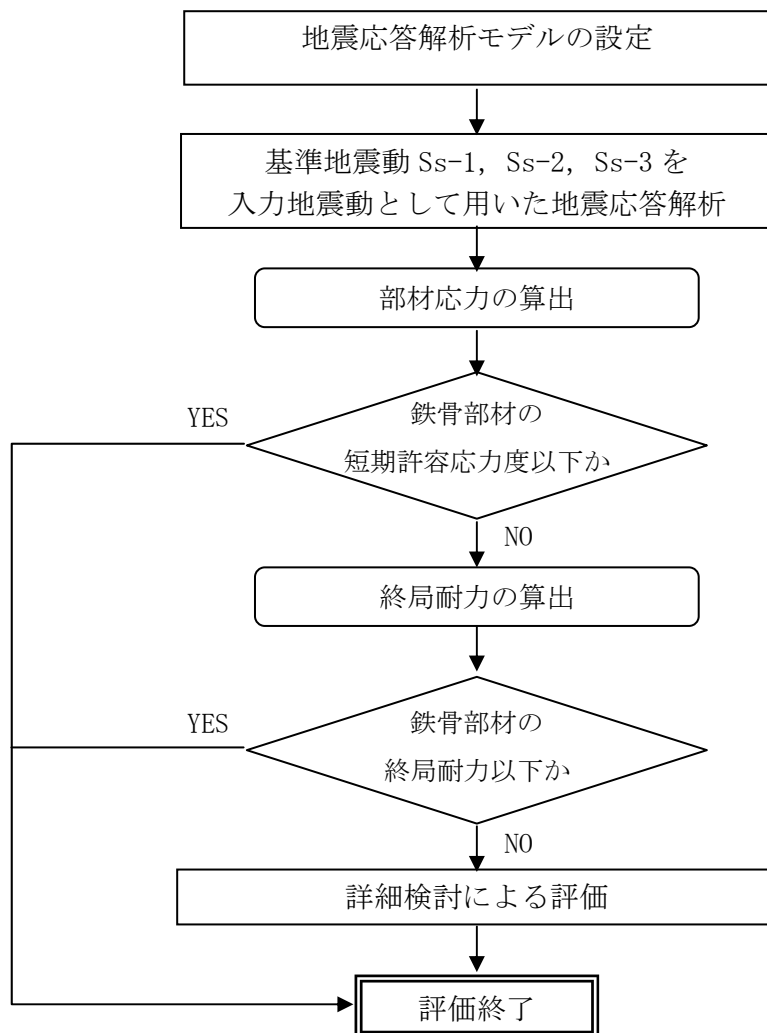 地震応答解析モデルの設定
基準地震動 Ss-1, Ss-2, Ss-3 を
入力地震動として用いた地震応答解析
部材応力の算出
YES
鉄骨部材の
短期許容応力度以下か
NO
終局耐力の算出
YES
鉄骨部材の
終局耐力以下か
NO
詳細検討による評価
評価終了